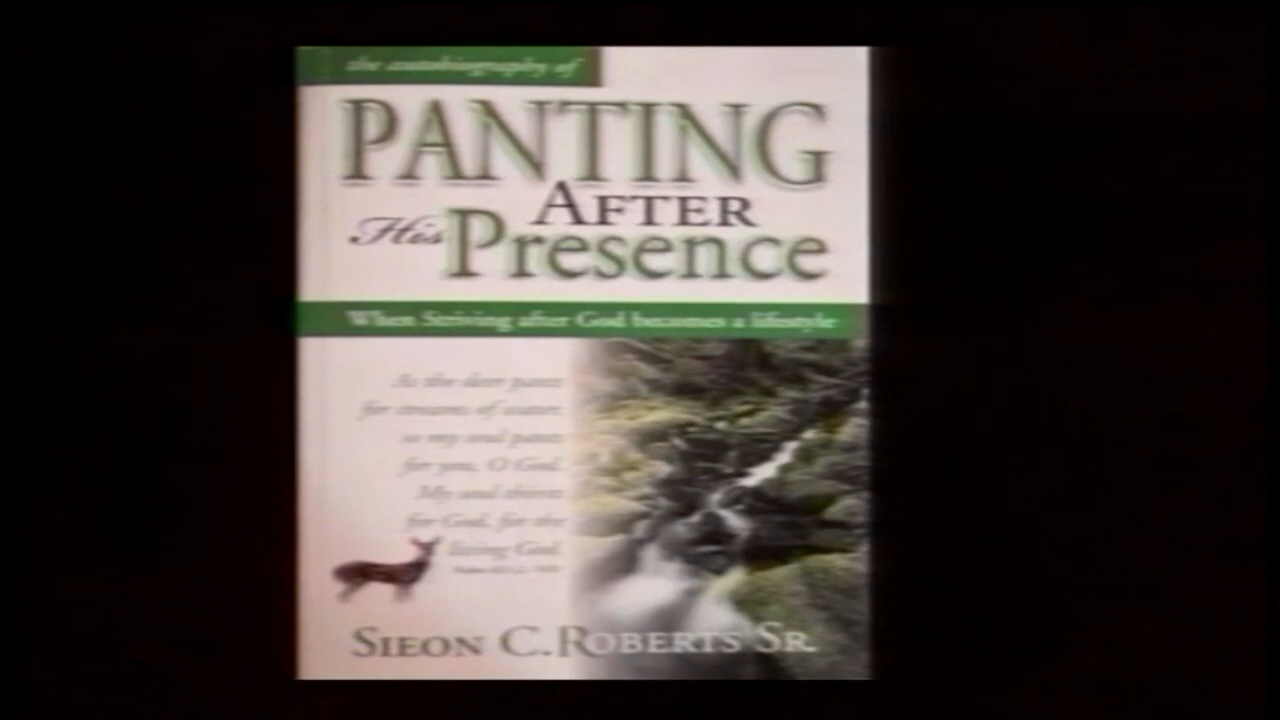 the autobiography of
PANTING
AFTER
His Presence
When Striving after God becomes a lifestyle
As the deer pants
for streams of water,
so my soul pants
for you, O God.
My soul thirsts
for God, for the
living God.
SIEON C. ROBERTS SR.